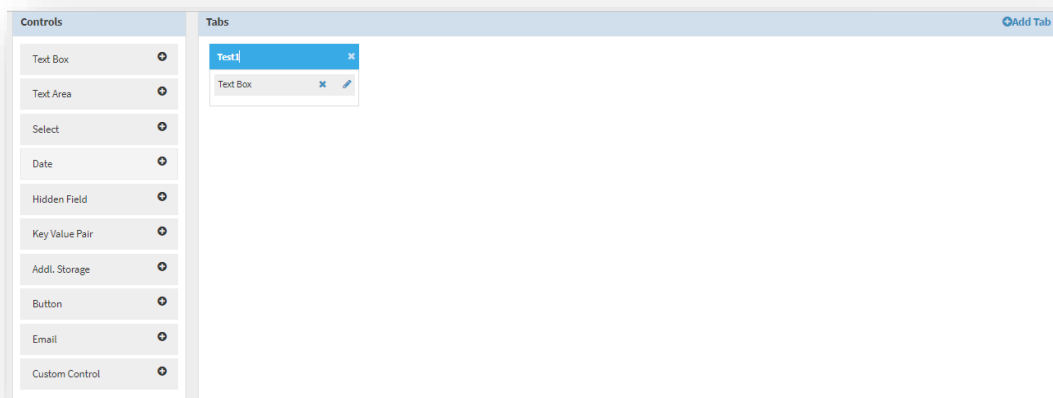 Controls
Tabs
Add Tab
Text Box
Text Area
Select
Date
Hidden Field
Key Value Pair
Addl. Storage
Button
Email
Custom Control
Test1
Text Box